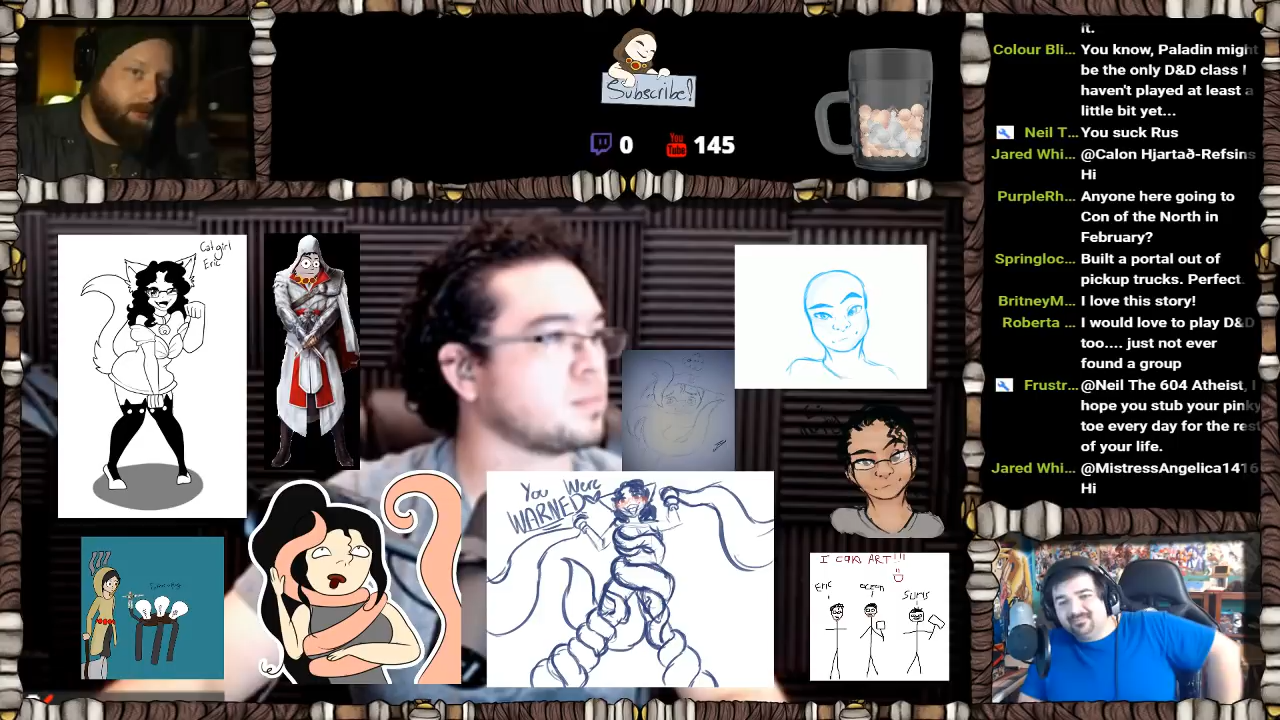 Subscribe!
0
You
Tube
145
Catgirl
Eric
You Were
WARNED
I CAN ART!!!
Eric
it.
Colour Bli... You know, Paladin might
be the only D&D class I
haven't played at least a
little bit yet...
Neil T... You suck Rus
Jared Whi... @Calon Hjartað-Refsins
Hi
PurpleRh... Anyone here going to
Con of the North in
February?
Springloc... Built a portal out of
pickup trucks. Perfect.
BritneyM... I love this story!
Roberta ... I would love to play D&D
too.... just not ever
found a group
Frustr... @Neil The 604 Atheist, I
hope you stub your pinky
toe every day for the rest
of your life.
Jared Whi... @MistressAngelica1416
Hi